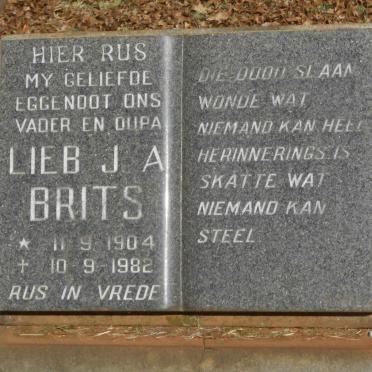 HIER RUS
MY GELIEFDE
EGGENOOT ONS
VADER EN OUPA
LIEB J A
BRITS
★ 11-9-1904
✝ 10-9-1982
RUS IN VREDE
DIE DOOD SLAAN
WONDE WAT
NIEMAND KAN HEEL
HERINNERINGS IS
SKATTE WAT
NIEMAND KAN
STEEL